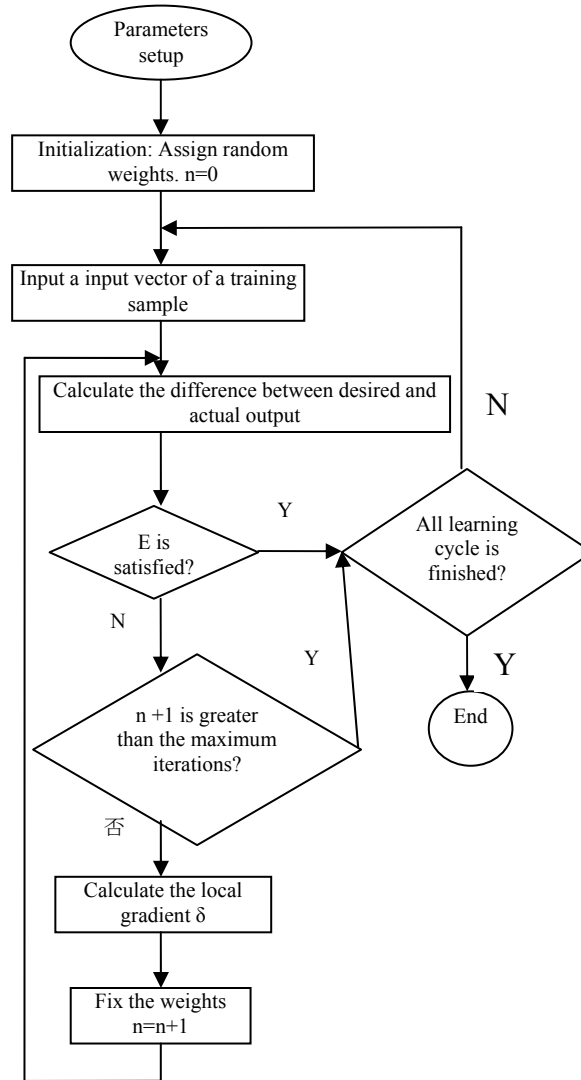 Parameters
setup
Initialization: Assign random
weights. n=0
Input a input vector of a training
sample
Calculate the difference between desired and
actual output
N
E is
satisfied?
Y
All learning
cycle is
finished?
N
Y
Y
n +1 is greater
than the maximum
iterations?
End
否
Calculate the local
gradient δ
Fix the weights
n=n+1